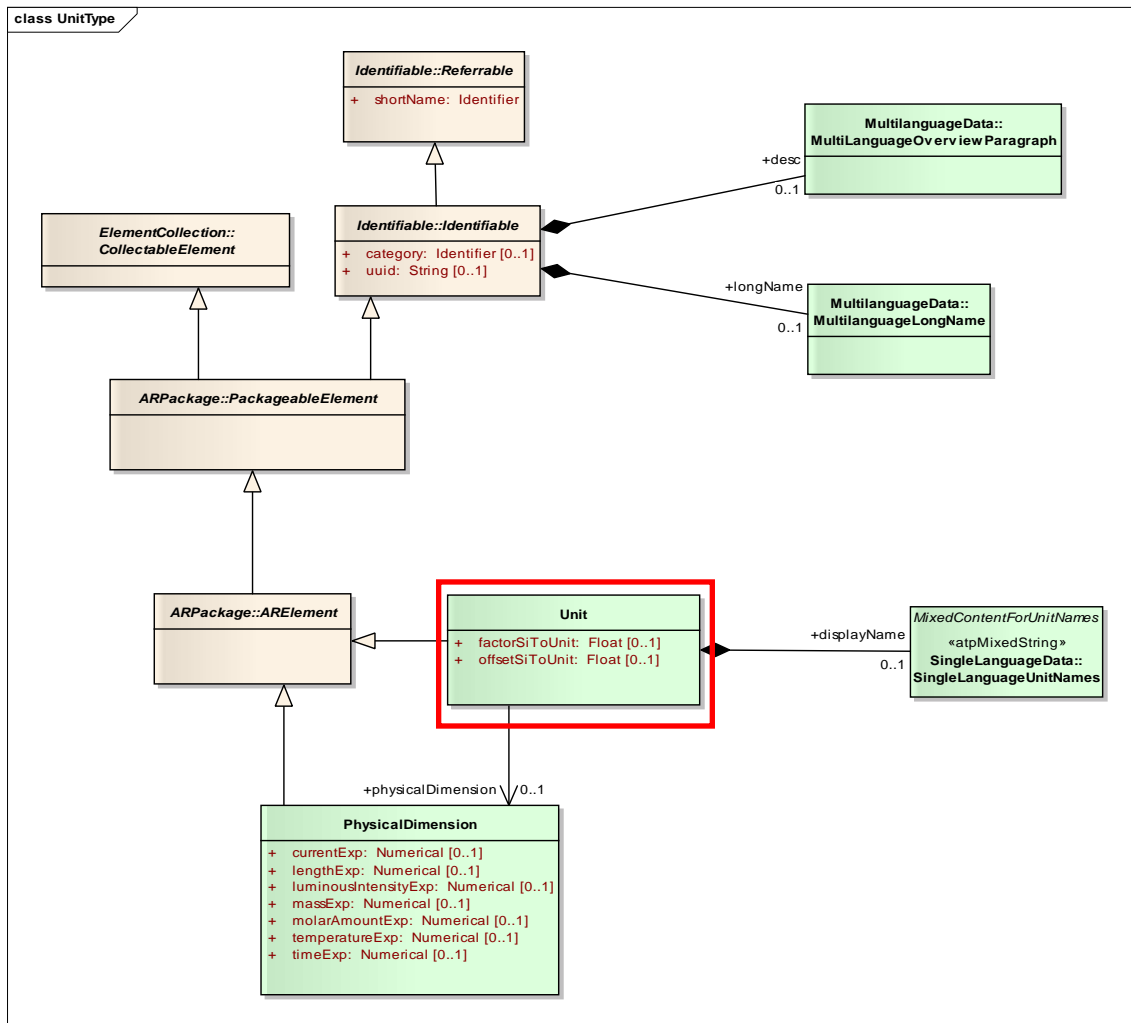 class UnitType
Identifiable::Referrable
+ shortName: Identifier
MultilanguageData::
MultiLanguageOverviewParagraph
+desc
0..1
ElementCollection::
CollectableElement
Identifiable::Identifiable
+ category: Identifier [0..1]
+ uuid: String [0..1]
+longName
0..1
MultilanguageData::
MultilanguageLongName
ARPackage::PackageableElement
ARPackage::ARElement
Unit
+ factorSiToUnit: Float [0..1]
+ offsetSiToUnit: Float [0..1]
+displayName
0..1
MixedContentForUnitNames
«atpMixedString»
SingleLanguageData::
SingleLanguageUnitNames
+physicalDimension
0..1
PhysicalDimension
+ currentExp: Numerical [0..1]
+ lengthExp: Numerical [0..1]
+ luminousIntensityExp: Numerical [0..1]
+ massExp: Numerical [0..1]
+ molarAmountExp: Numerical [0..1]
+ temperatureExp: Numerical [0..1]
+ timeExp: Numerical [0..1]